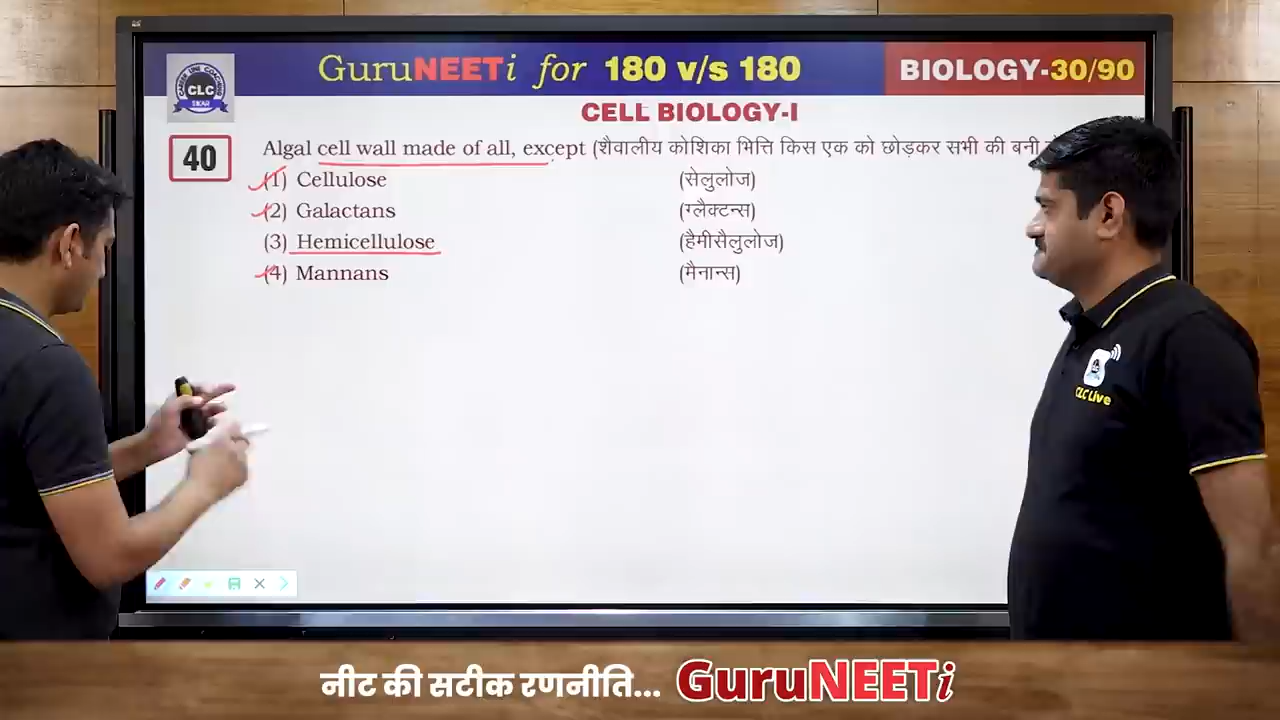 GuruNEETi for 180 v/s 180
BIOLOGY-30/90
CLC
SIKAR
CELL BIOLOGY-I
40
Algal cell wall made of all, except (शैवालीय कोशिका भित्ति किस एक को छोड़कर सभी की बनी
(1) Cellulose (सेलुलोज)
(2) Galactans (ग्लैक्टन्स)
(3) Hemicellulose (हैमीसैलुलोज)
(4) Mannans (मैनान्स)
CLC Live
नीट की सटीक रणनीति... GuruNEETi